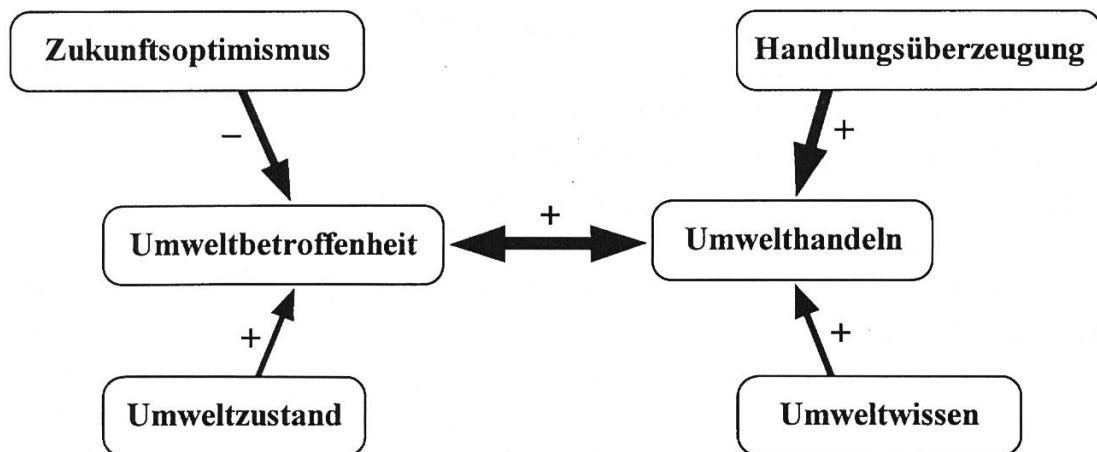 Zukunftsoptimismus
Handlungsüberzeugung
–
+
Umweltbetroffenheit
+
Umwelthandeln
+
+
Umweltzustand
Umweltwissen